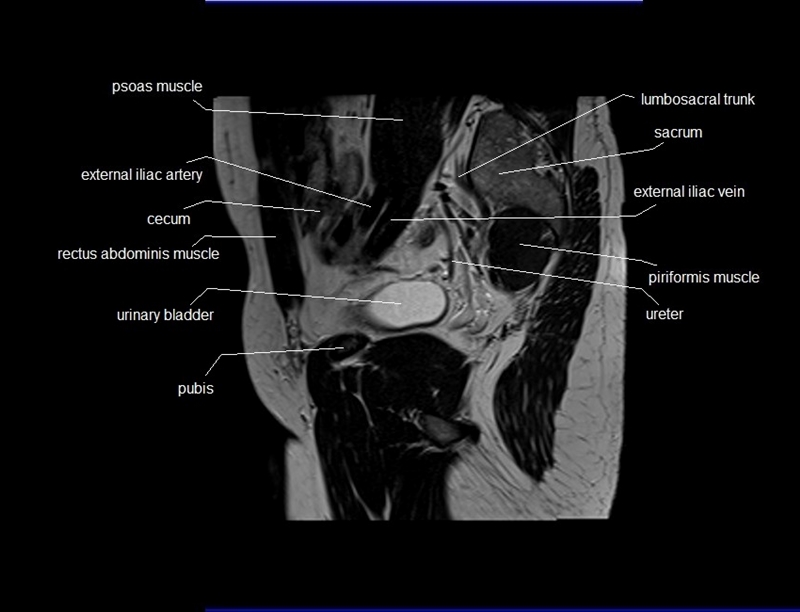 psoas muscle
lumbosacral trunk
sacrum
external iliac artery
external iliac vein
cecum
rectus abdominis muscle
piriformis muscle
urinary bladder
ureter
pubis